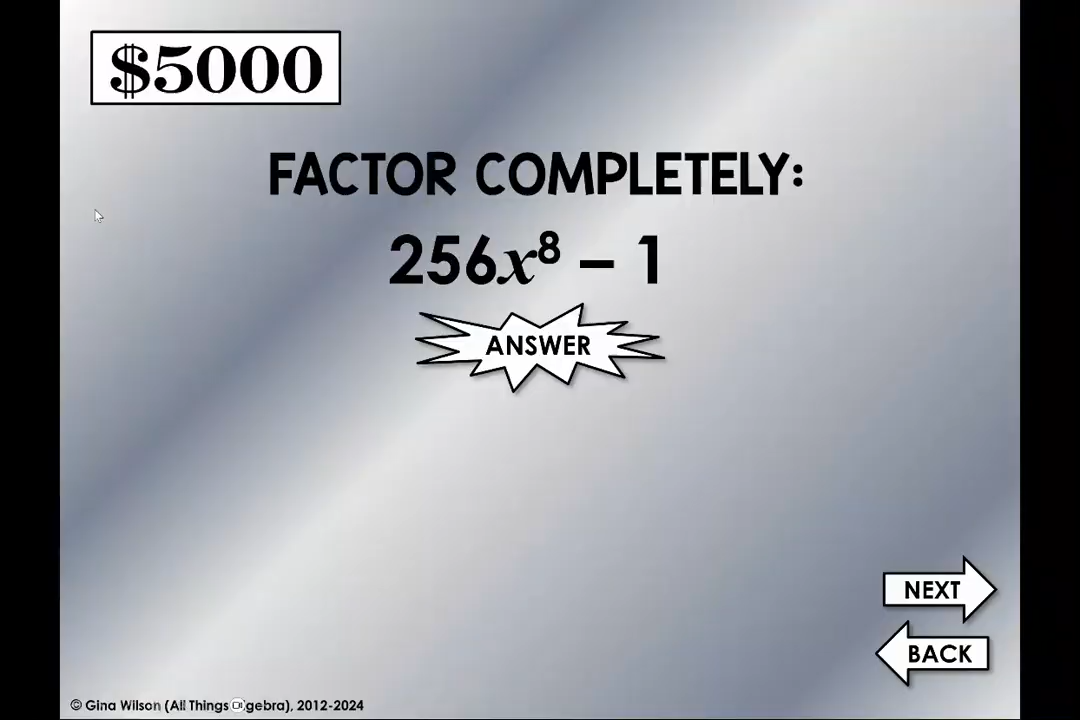 $5000
FACTOR COMPLETELY:
256x⁸ – 1
ANSWER
NEXT
BACK
© Gina Wilson (All Things gebra), 2012-2024